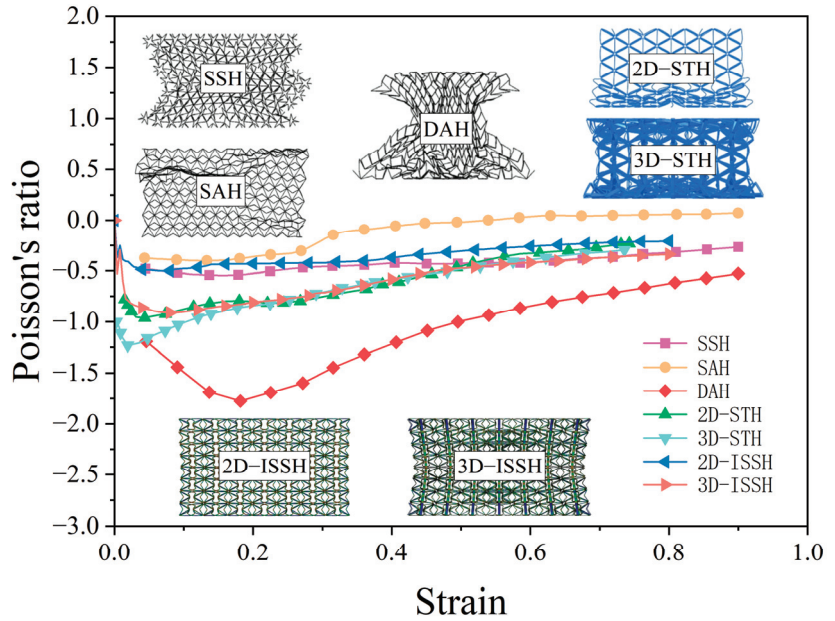 2.0
1.5
1.0
0.5
0.0
−0.5
−1.0
−1.5
−2.0
−2.5
−3.0
Poisson's ratio
SSH
SAH
DAH
2D−STH
3D−STH
2D−ISSH
3D−ISSH
SSH
SAH
DAH
2D-STH
3D-STH
2D-ISSH
3D-ISSH
0.0
0.2
0.4
0.6
0.8
1.0
Strain